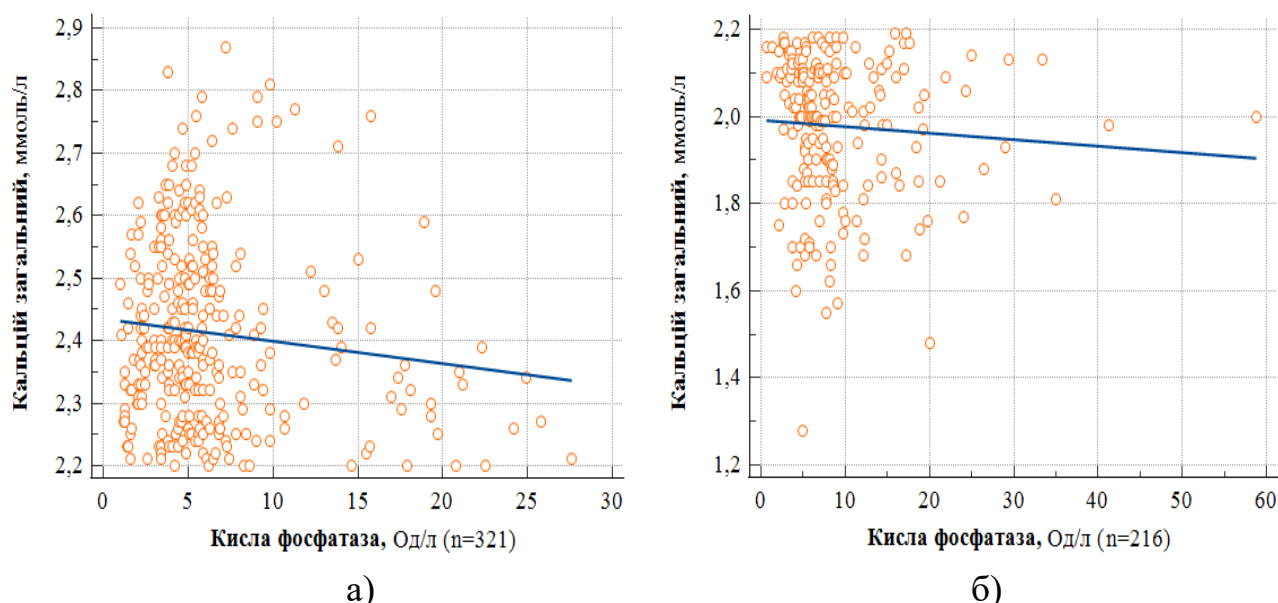 2,9
2,8
2,7
2,6
2,5
2,4
2,3
2,2
Кальцій загальний, ммоль/л
0 5 10 15 20 25 30
Кисла фосфатаза, Од/л (n=321)
а)
2,2
2,0
1,8
1,6
1,4
1,2
Кальцій загальний, ммоль/л
0 10 20 30 40 50 60
Кисла фосфатаза, Од/л (n=216)
б)